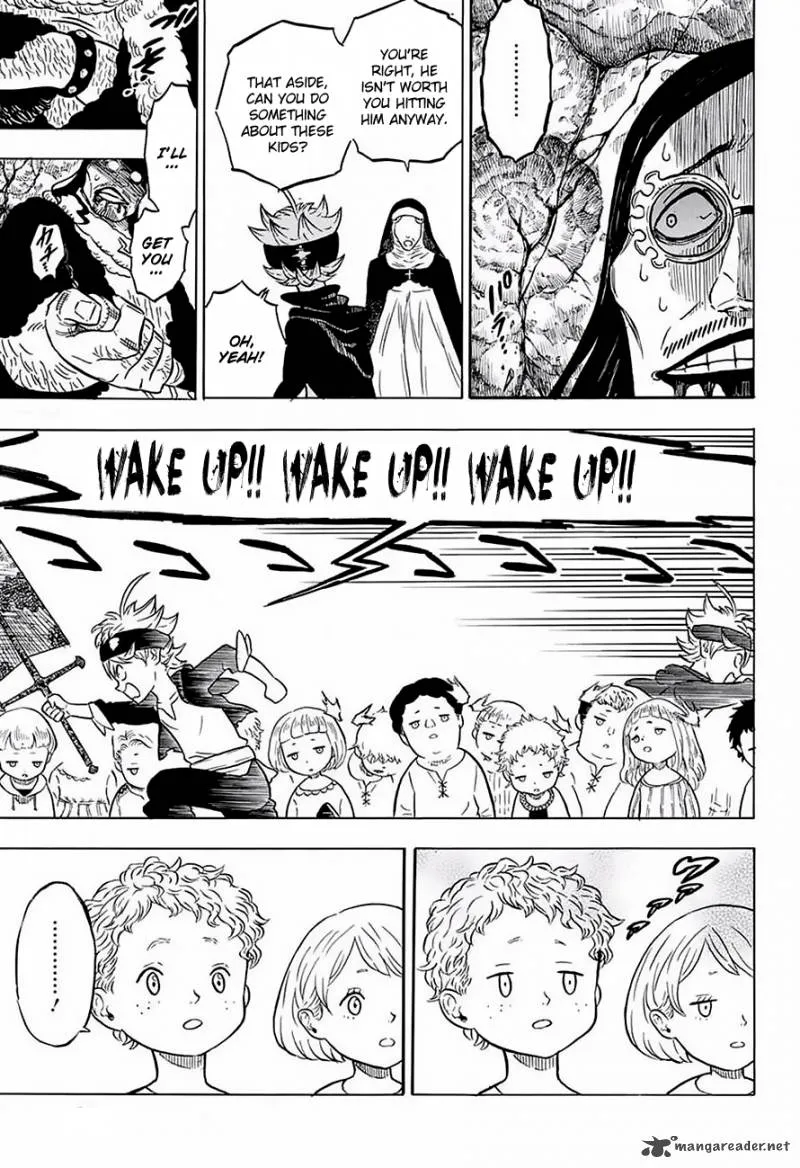 .........
YOU'RE
RIGHT, HE
ISN'T WORTH
YOU HITTING
HIM ANYWAY.
THAT ASIDE,
CAN YOU DO
SOMETHING
ABOUT THESE
KIDS?
OH,
YEAH!
I'LL
...
GET
YOU
...
WAKE UP!! WAKE UP!! WAKE UP!!
.........
mangareader.net